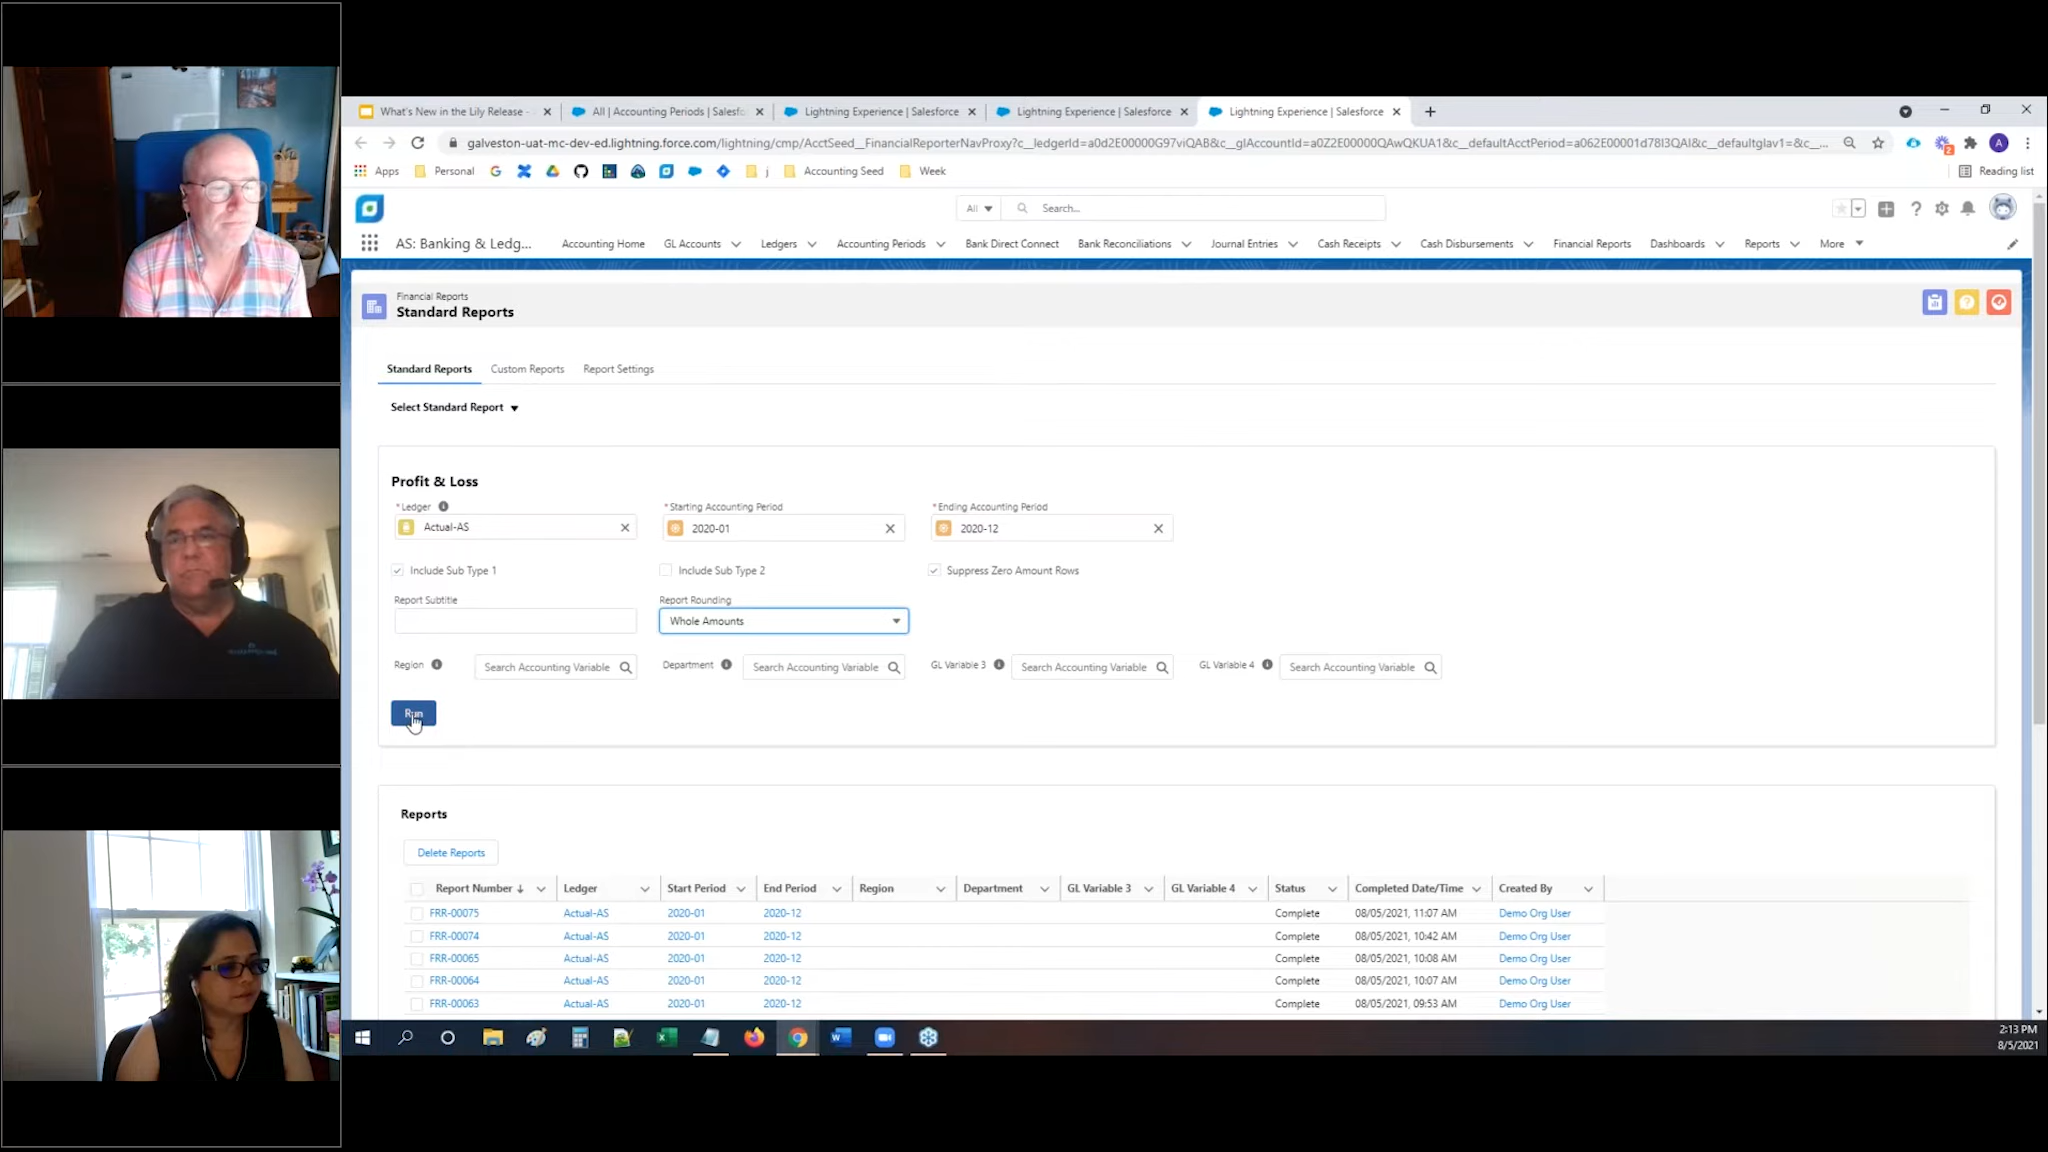 What's New in the Lily Release -
All | Accounting Periods | Salesfo
Lightning Experience | Salesforce
Lightning Experience | Salesforce
Lightning Experience | Salesforce
galveston-uat-mc-dev-ed.lightning.force.com/lightning/cmp/AcctSeed__FinancialReporterNavProxy?c__ledgerId=a0d2E00000G97viQAB&c__glAccountId=a0Z2E00000QAwQKUA1&c__defaultAcctPeriod=a062E00001d78I3QAI&c__defaultglav1=&c__...
A
Apps Personal j Accounting Seed Week Reading list
All Search...
AS: Banking & Ledg... Accounting Home GL Accounts Ledgers Accounting Periods Bank Direct Connect Bank Reconciliations Journal Entries Cash Receipts Cash Disbursements Financial Reports Dashboards Reports More
Financial Reports
Standard Reports
Standard Reports Custom Reports Report Settings
Select Standard Report
Profit & Loss
*Ledger *Starting Accounting Period *Ending Accounting Period
Actual-AS 2020-01 2020-12
Include Sub Type 1 Include Sub Type 2 Suppress Zero Amount Rows
Report Subtitle Report Rounding
Whole Amounts
Region Search Accounting Variable Department Search Accounting Variable GL Variable 3 Search Accounting Variable GL Variable 4 Search Accounting Variable
Run
Reports
Delete Reports
Report Number Ledger Start Period End Period Region Department GL Variable 3 GL Variable 4 Status Completed Date/Time Created By
FRR-00075 Actual-AS 2020-01 2020-12 Complete 08/05/2021, 11:07 AM Demo Org User
FRR-00074 Actual-AS 2020-01 2020-12 Complete 08/05/2021, 10:42 AM Demo Org User
FRR-00065 Actual-AS 2020-01 2020-12 Complete 08/05/2021, 10:08 AM Demo Org User
FRR-00064 Actual-AS 2020-01 2020-12 Complete 08/05/2021, 10:07 AM Demo Org User
FRR-00063 Actual-AS 2020-01 2020-12 Complete 08/05/2021, 09:53 AM Demo Org User
2:13 PM
8/5/2021